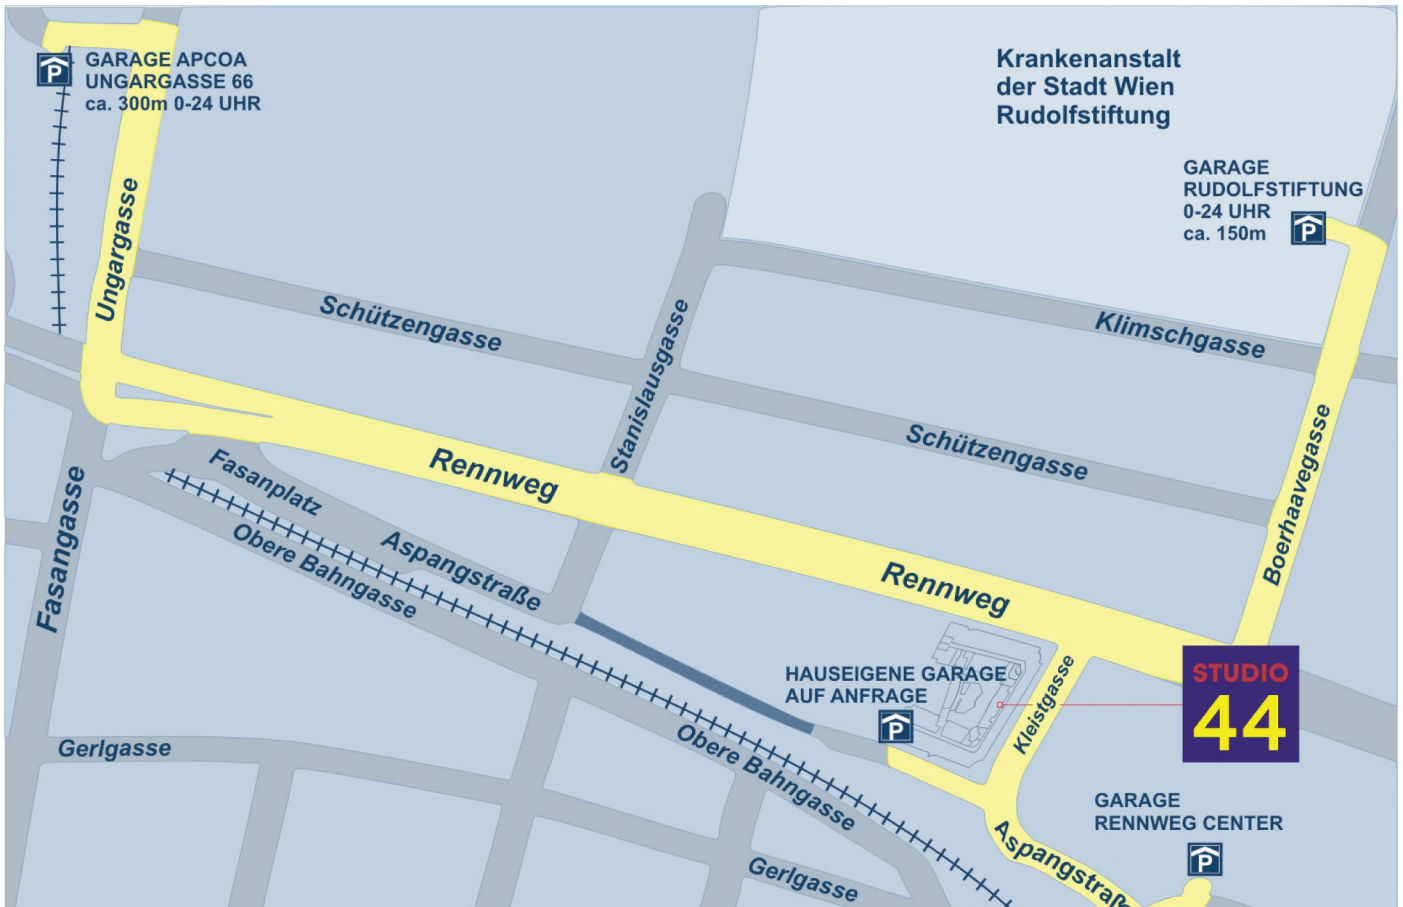 GARAGE APCOA
UNGARGASSE 66
ca. 300m 0-24 UHR
Krankenanstalt
der Stadt Wien
Rudolfstiftung
GARAGE
RUDOLFSTIFTUNG
0-24 UHR
ca. 150m
P
P
Ungargasse
Schützengasse
Stanislausgasse
Klimschgasse
Schützengasse
Boerhaavegasse
Rennweg
Rennweg
Fasanplatz
Fasangasse
Aspangstraße
Obere Bahngasse
HAUSEIGENE GARAGE
AUF ANFRAGE
P
Kleistgasse
STUDIO
44
Gerlgasse
Obere Bahngasse
GARAGE
RENNWEG CENTER
P
Aspangstraß
Gerlgasse